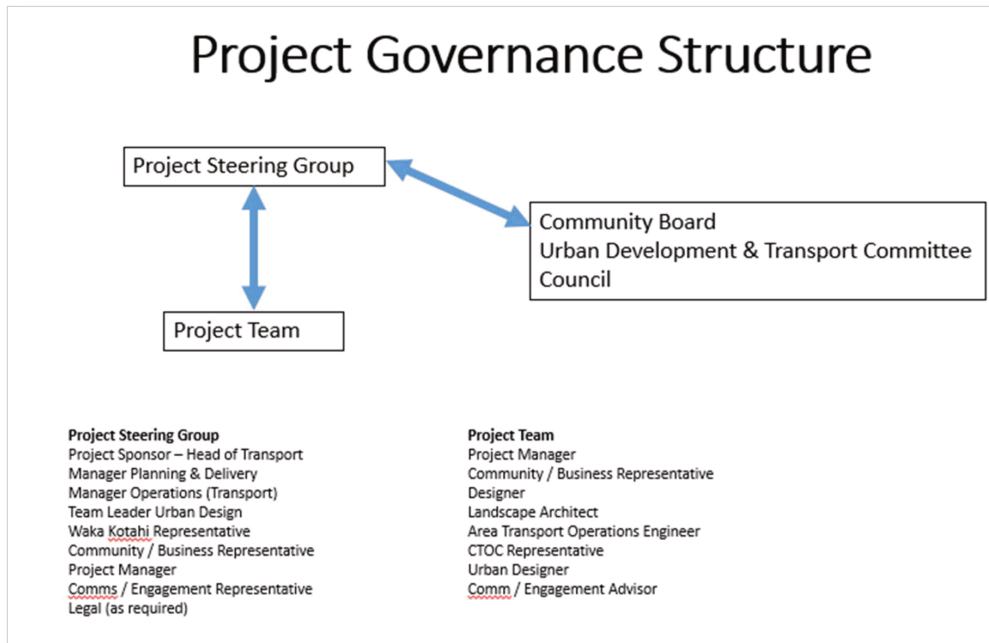 Project Governance Structure
Project Steering Group
Community Board
Urban Development & Transport Committee
Council
Project Team
Project Steering Group
Project Sponsor – Head of Transport
Manager Planning & Delivery
Manager Operations (Transport)
Team Leader Urban Design
Waka Kotahi Representative
Community / Business Representative
Project Manager
Comms / Engagement Representative
Legal (as required)
Project Team
Project Manager
Community / Business Representative
Designer
Landscape Architect
Area Transport Operations Engineer
CTOC Representative
Urban Designer
Comm / Engagement Advisor